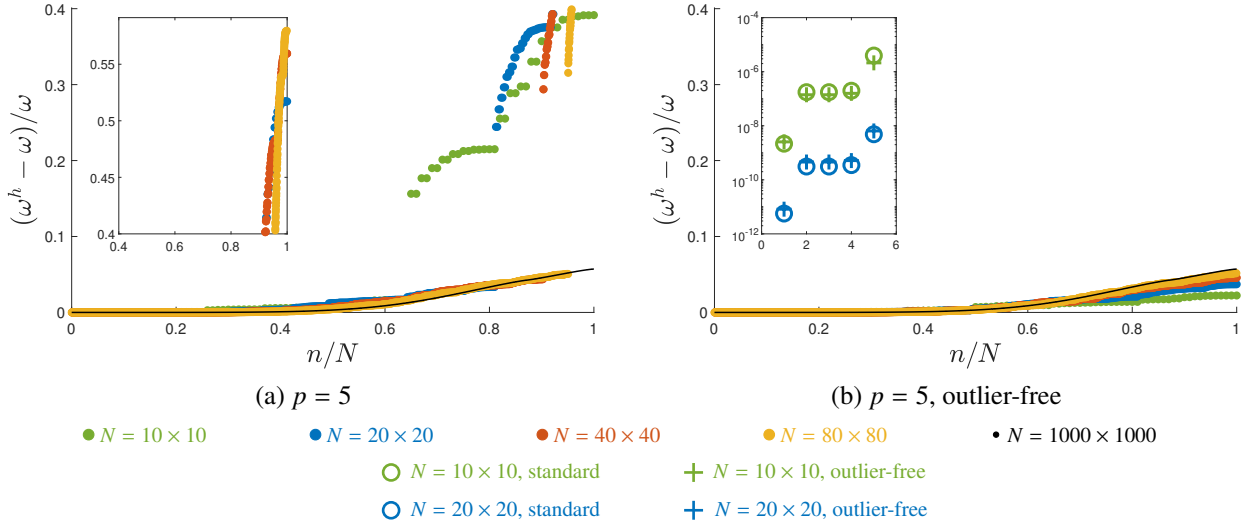 0.4
0.3
0.2
0.1
0
(ω^h − ω)/ω
0 0.2 0.4 0.6 0.8 1
n/N
0.55
0.5
0.45
0.4
0.4 0.6 0.8 1
(a) p = 5
0.4
0.3
0.2
0.1
0
(ω^h − ω)/ω
0 0.2 0.4 0.6 0.8 1
n/N
10^-4
10^-6
10^-8
10^-10
10^-12
0 2 4 6
(b) p = 5, outlier-free
N = 10 × 10 N = 20 × 20 N = 40 × 40 N = 80 × 80 N = 1000 × 1000
N = 10 × 10, standard N = 10 × 10, outlier-free
N = 20 × 20, standard N = 20 × 20, outlier-free